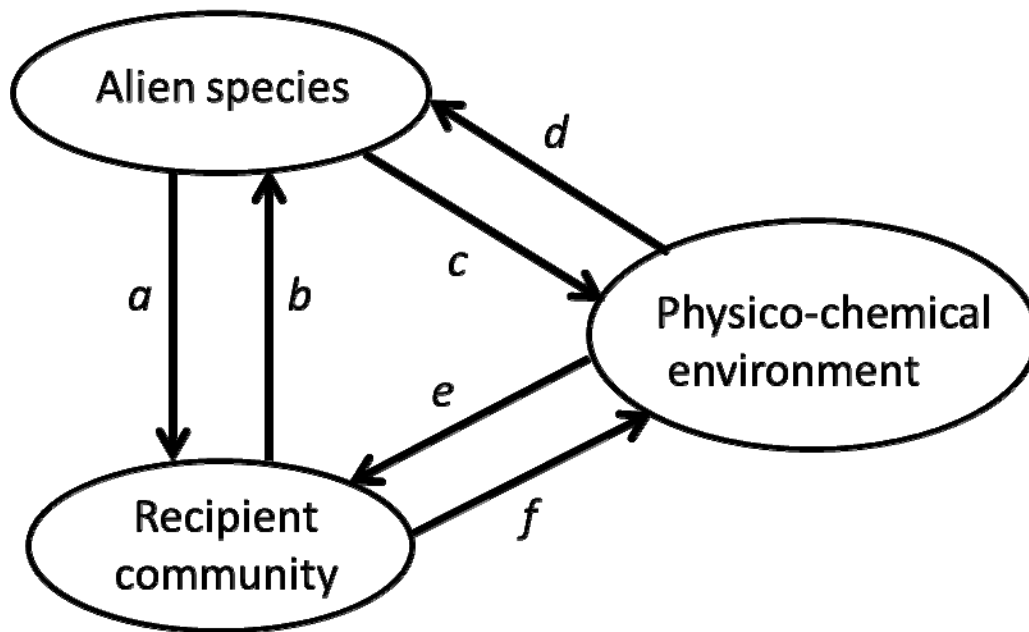 Alien species
d
c
a
b
Physico-chemical
environment
e
Recipient
community
f